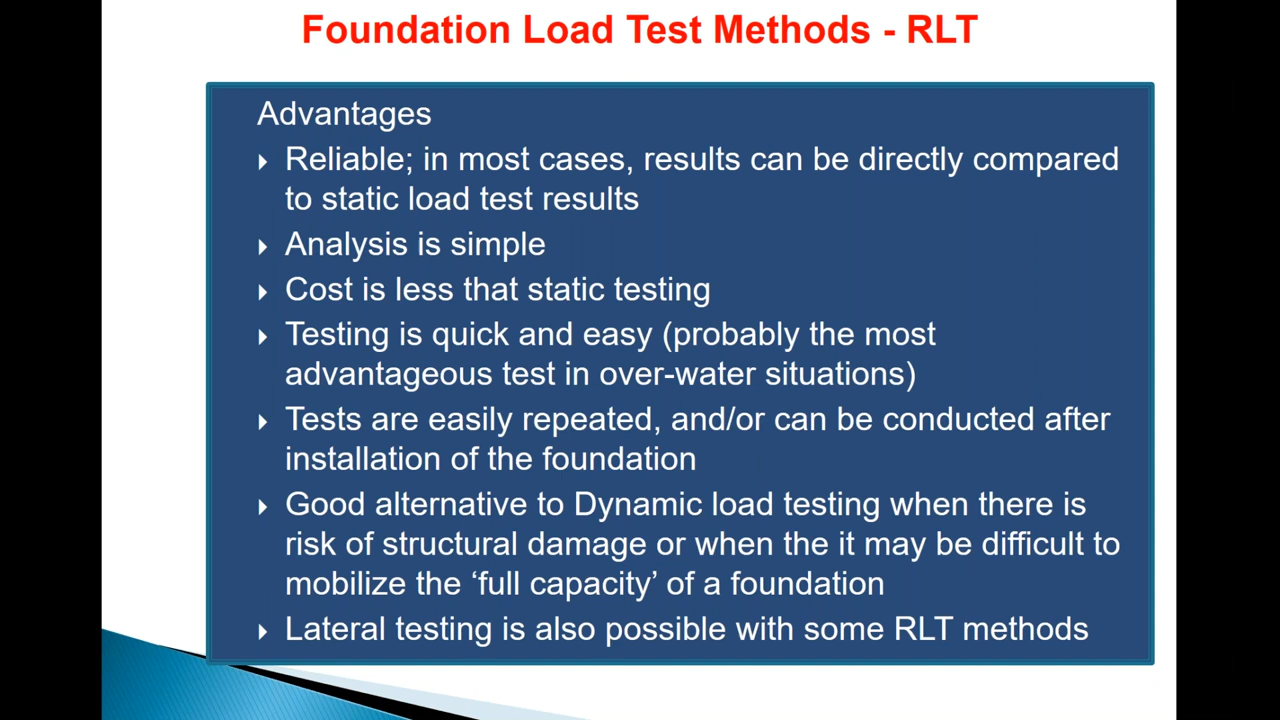 Foundation Load Test Methods - RLT
Advantages
Reliable; in most cases, results can be directly compared
to static load test results
Analysis is simple
Cost is less that static testing
Testing is quick and easy (probably the most
advantageous test in over-water situations)
Tests are easily repeated, and/or can be conducted after
installation of the foundation
Good alternative to Dynamic load testing when there is
risk of structural damage or when the it may be difficult to
mobilize the ‘full capacity’ of a foundation
Lateral testing is also possible with some RLT methods